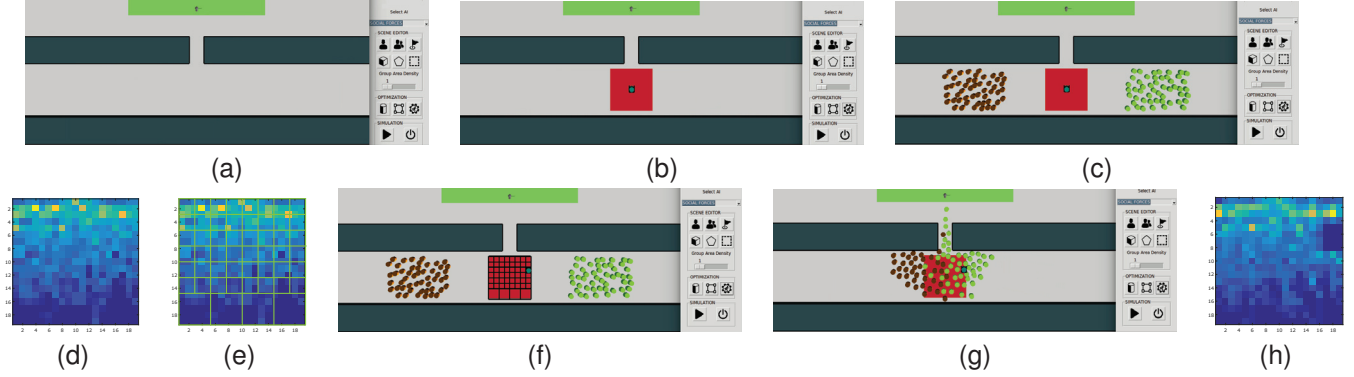 Select AI
SOCIAL FORCES
SCENE EDITOR
Group Area Density
1
OPTIMIZATION
SIMULATION
(a)
Select AI
SOCIAL FORCES
SCENE EDITOR
Group Area Density
1
OPTIMIZATION
SIMULATION
(b)
Select AI
SOCIAL FORCES
SCENE EDITOR
Group Area Density
1
OPTIMIZATION
SIMULATION
(c)
2
4
6
8
10
12
14
16
18
2 4 6 8 10 12 14 16 18
(d)
2
4
6
8
10
12
14
16
18
2 4 6 8 10 12 14 16 18
(e)
Select AI
SOCIAL FORCES
SCENE EDITOR
Group Area Density
1
OPTIMIZATION
SIMULATION
(f)
Select AI
SOCIAL FORCES
SCENE EDITOR
Group Area Density
1
OPTIMIZATION
SIMULATION
(g)
2
4
6
8
10
12
14
16
18
2 4 6 8 10 12 14 16 18
(h)